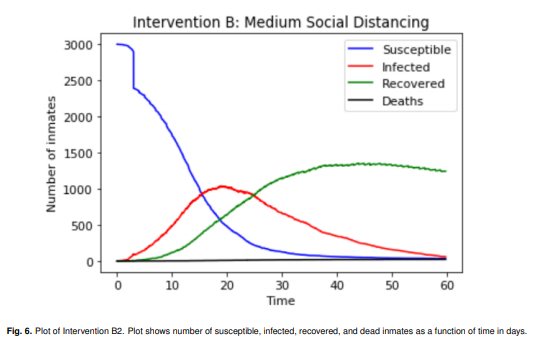 Intervention B: Medium Social Distancing
3000
2500
2000
1500
1000
500
0
Number of inmates
Susceptible
Infected
Recovered
Deaths
0 10 20 30 40 50 60
Time
Fig. 6. Plot of Intervention B2. Plot shows number of susceptible, infected, recovered, and dead inmates as a function of time in days.